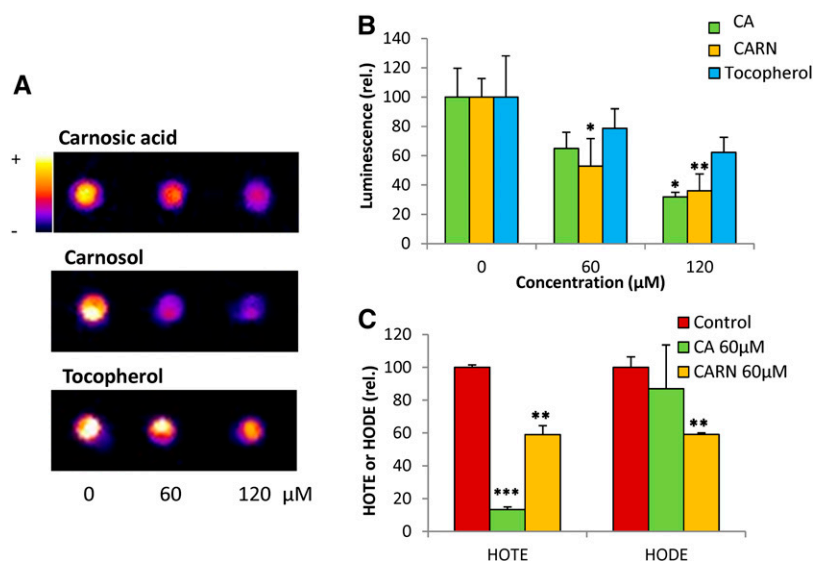 A
Carnosic acid
+
-
Carnosol
Tocopherol
0 60 120 µM
B
CA
CARN
Tocopherol
Luminescence (rel.)
140
120
100
80
60
40
20
0
*
*
**
0 60 120
Concentration (µM)
C
Control
CA 60µM
CARN 60µM
HOTE or HODE (rel.)
120
100
80
60
40
20
0
***
**
**
HOTE HODE